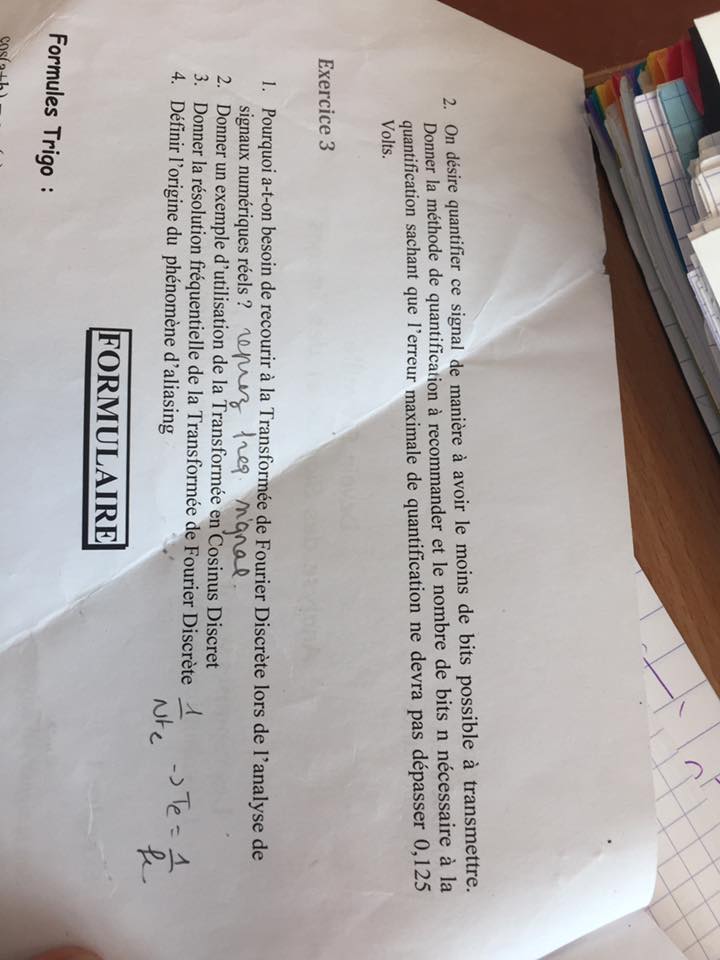 2. On désire quantifier ce signal de manière à avoir le moins de bits possible à transmettre.
Donner la méthode de quantification à recommander et le nombre de bits n nécessaire à la
quantification sachant que l'erreur maximale de quantification ne devra pas dépasser 0,125
Volts.
Exercice 3
1. Pourquoi a-t-on besoin de recourir à la Transformée de Fourier Discrète lors de l'analyse de
signaux numériques réels ? reprez freq. signal.
2. Donner un exemple d'utilisation de la Transformée en Cosinus Discret
3. Donner la résolution fréquentielle de la Transformée de Fourier Discrète 1/Nte -> Te = 1/fe
4. Définir l'origine du phénomène d'aliasing
FORMULAIRE
Formules Trigo :
cos(a+b)